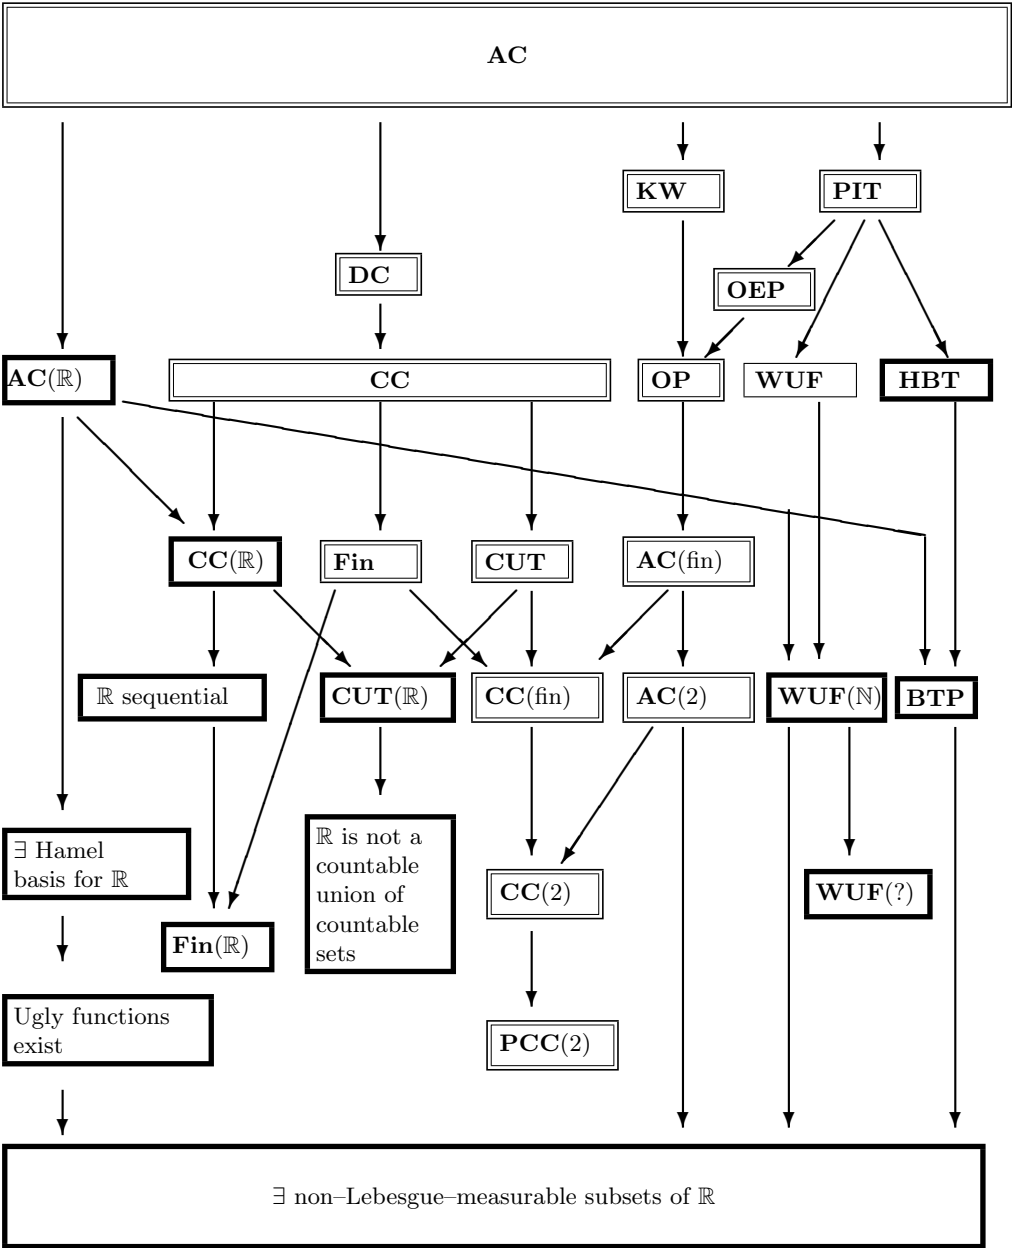 AC
KW
PIT
DC
OEP
AC(ℝ)
CC
OP
WUF
HBT
CC(ℝ)
Fin
CUT
AC(fin)
ℝ sequential
CUT(ℝ)
CC(fin)
AC(2)
WUF(ℕ)
BTP
∃ Hamel
basis for ℝ
ℝ is not a
countable
union of
countable
sets
CC(2)
WUF(?)
Fin(ℝ)
Ugly functions
exist
PCC(2)
∃ non–Lebesgue–measurable subsets of ℝ